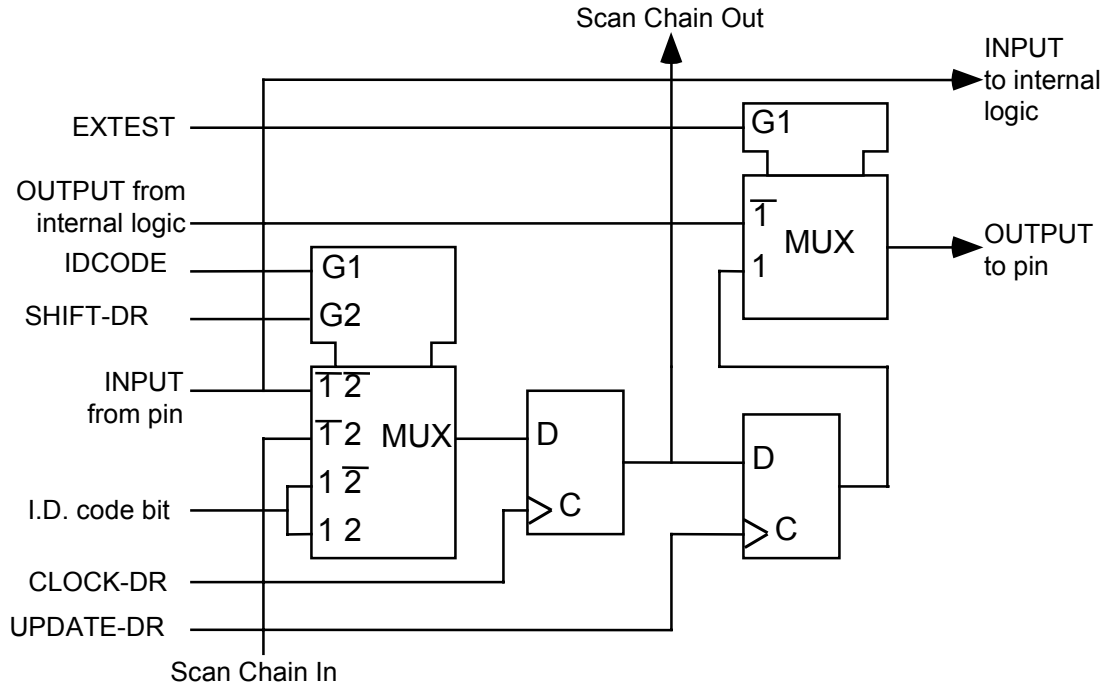 Scan Chain Out
INPUT
to internal
logic
EXTEST
G1
OUTPUT from
internal logic
1̅
MUX
1
OUTPUT
to pin
IDCODE
G1
SHIFT-DR
G2
INPUT
from pin
1̅ 2̅
1̅ 2
MUX
1 2̅
1 2
D
C
D
C
I.D. code bit
CLOCK-DR
UPDATE-DR
Scan Chain In